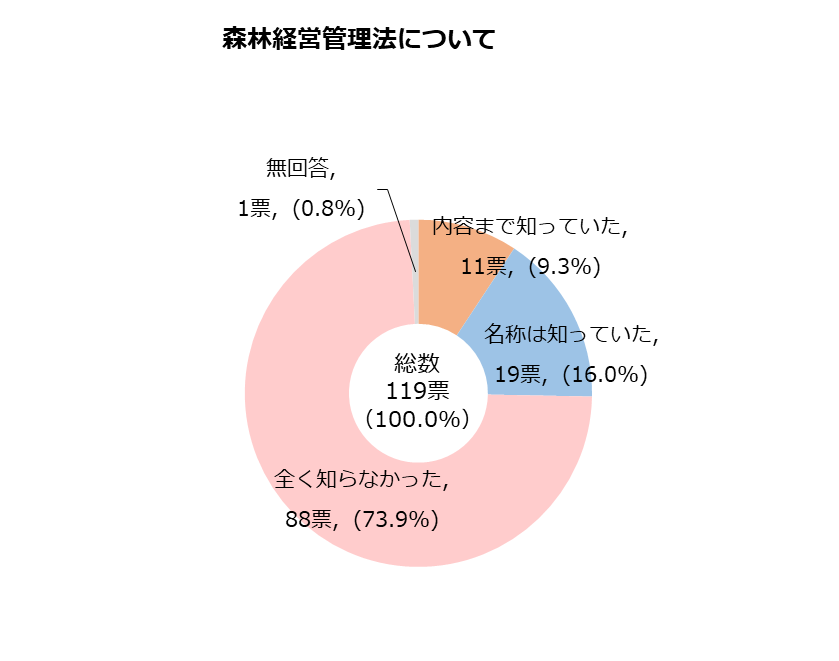 森林経営管理法について
無回答,
1票,（0.8%）
内容まで知っていた,
11票,（9.3%）
名称は知っていた,
19票,（16.0%）
総数
119票
（100.0%）
全く知らなかった,
88票,（73.9%）